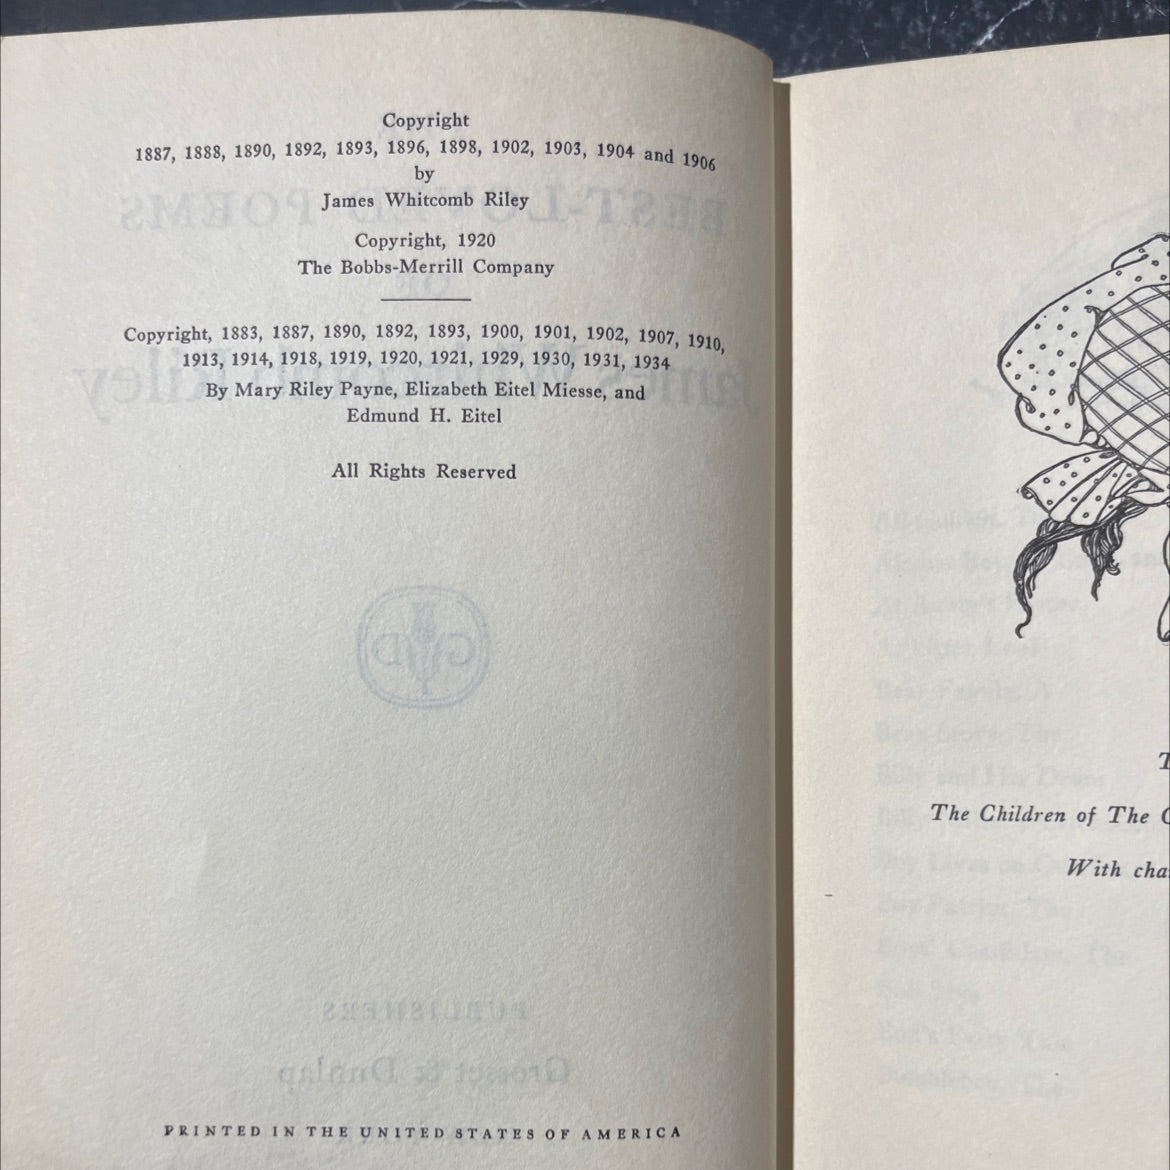 Copyright
1887, 1888, 1890, 1892, 1893, 1896, 1898, 1902, 1903, 1904 and 1906
by
James Whitcomb Riley
Copyright, 1920
The Bobbs-Merrill Company
Copyright, 1883, 1887, 1890, 1892, 1893, 1900, 1901, 1902, 1907, 1910,
1913, 1914, 1918, 1919, 1920, 1921, 1929, 1930, 1931, 1934
By Mary Riley Payne, Elizabeth Eitel Miesse, and
Edmund H. Eitel
All Rights Reserved
PUBLISHERS
Grosset & Dunlap
PRINTED IN THE UNITED STATES OF AMERICA
The Children of The
With